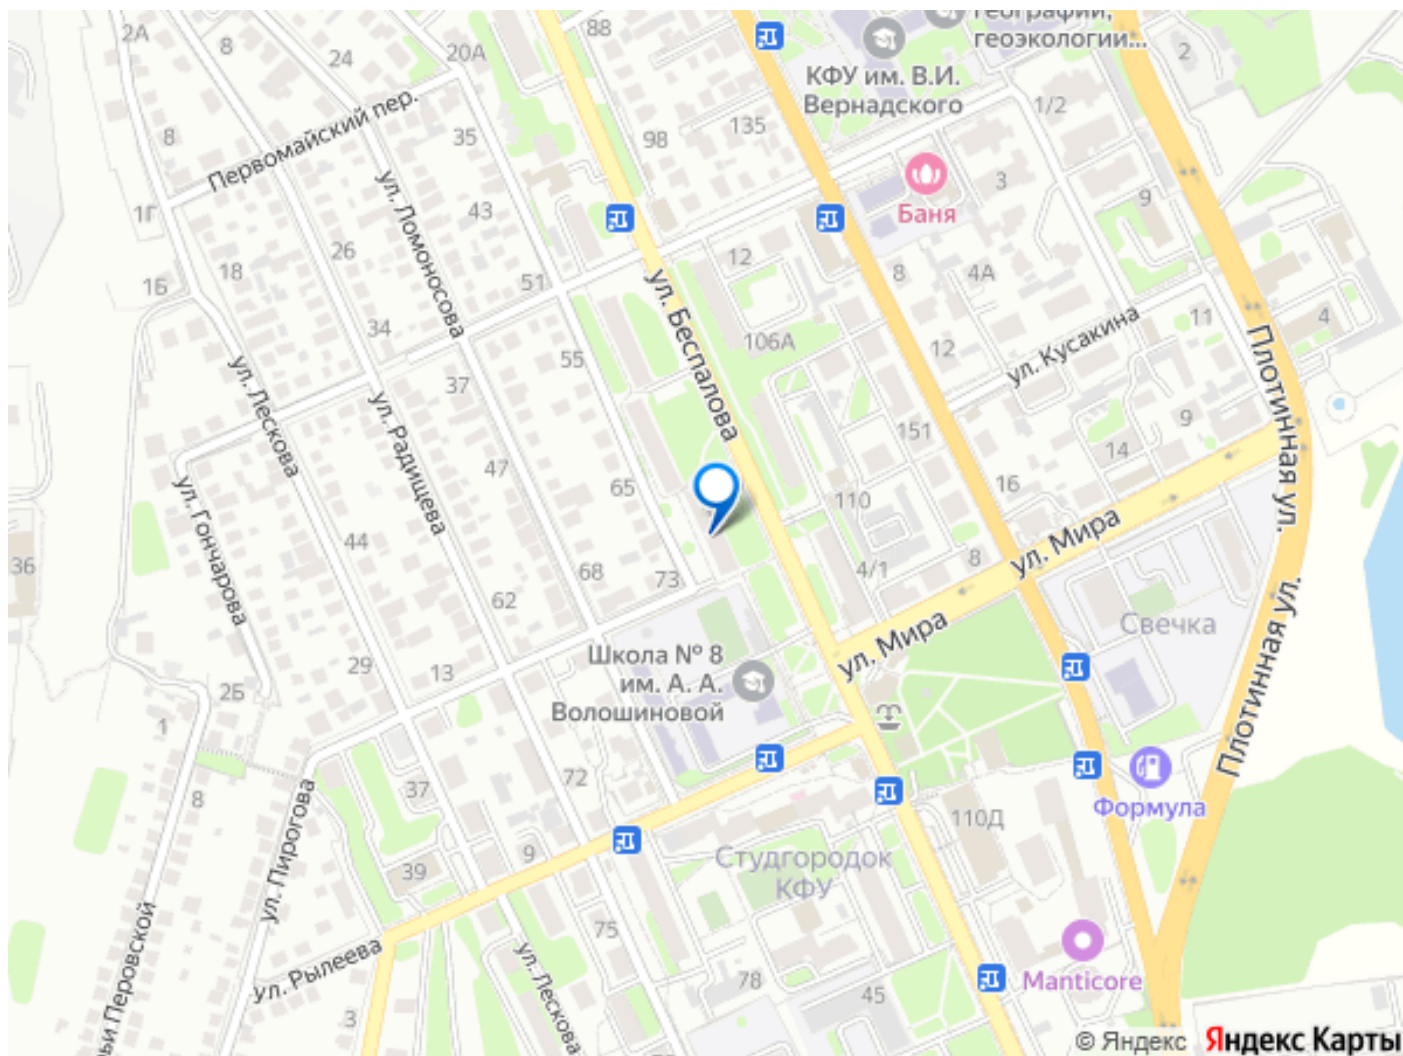 2А
8
24
20А
88
географии,
геоэкологии...
2
КФУ им. В.И.
Вернадского
1/2
8
Первомайский пер.
35
98
135
ул. Ломоносова
Баня
3
9
1Г
43
26
18
1Б
51
12
8
4А
ул. Беспалова
34
106А
12
ул. Кусакина
11
4
Плотинная ул.
ул. Лескова
55
37
ул. Радищева
151
9
14
47
65
110
16
ул. Гончарова
44
ул. Мира
36
68
73
4/1
8
62
Свечка
ул. Мира
Школа № 8
им. А. А.
Волошиновой
29
13
2Б
1
Плотинная ул.
72
8
37
Формула
110Д
ул. Пирогова
9
39
Студгородок
КФУ
75
ул. Рылеева
ул. Лескова
78
45
Manticore
3
ьи Перовской
© Яндекс
Яндекс Карты